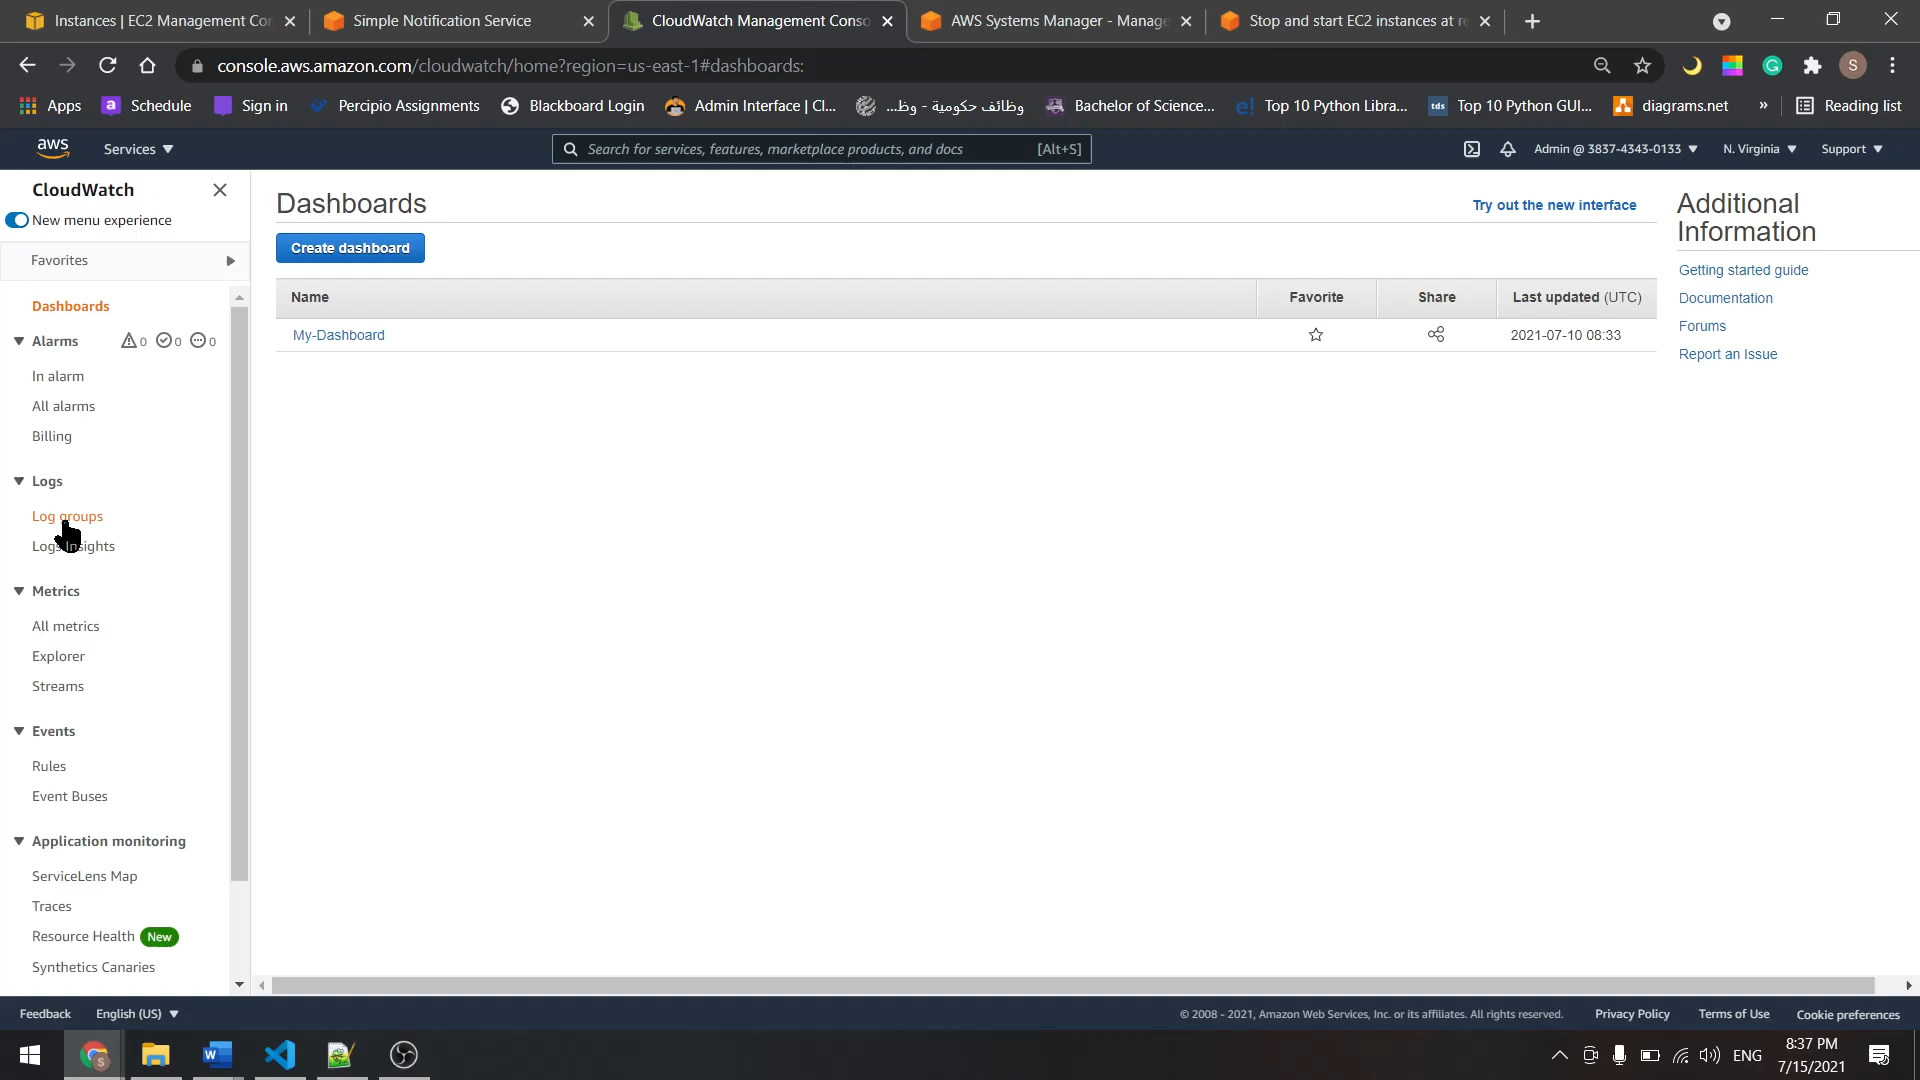 Instances | EC2 Management Con
Simple Notification Service
CloudWatch Management Conso
AWS Systems Manager - Manage
Stop and start EC2 instances at re
console.aws.amazon.com/cloudwatch/home?region=us-east-1#dashboards:
S
Apps
Schedule
Sign in
Percipio Assignments
Blackboard Login
Admin Interface | Cl...
وظائف حكومية - وظ...
Bachelor of Science...
Top 10 Python Libra...
tds
Top 10 Python GUI...
diagrams.net
»
Reading list
aws
Services
Search for services, features, marketplace products, and docs
[Alt+S]
Admin @ 3837-4343-0133
N. Virginia
Support
CloudWatch
New menu experience
Favorites
Dashboards
Alarms
0
0
0
In alarm
All alarms
Billing
Logs
Log groups
Logs Insights
Metrics
All metrics
Explorer
Streams
Events
Rules
Event Buses
Application monitoring
ServiceLens Map
Traces
Resource Health New
Synthetics Canaries
Dashboards
Try out the new interface
Create dashboard
Name
Favorite
Share
Last updated (UTC)
My-Dashboard
2021-07-10 08:33
Additional
Information
Getting started guide
Documentation
Forums
Report an Issue
Feedback
English (US)
© 2008 - 2021, Amazon Web Services, Inc. or its affiliates. All rights reserved.
Privacy Policy
Terms of Use
Cookie preferences
ENG
8:37 PM
7/15/2021